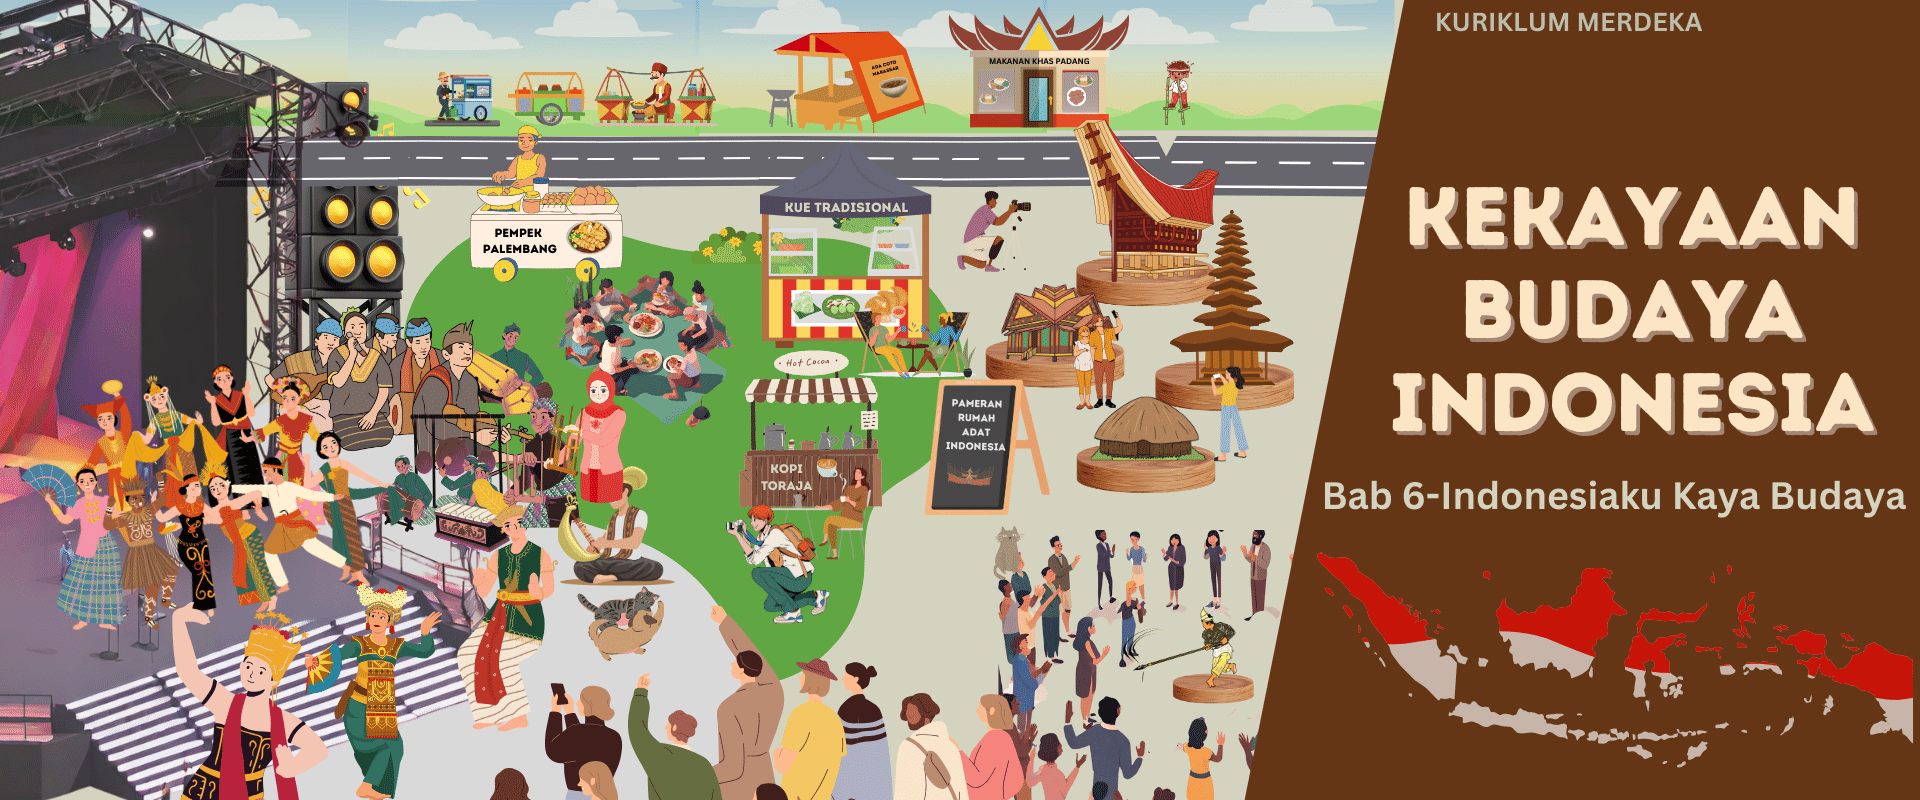 KURIKLUM MERDEKA
KEKAYAAN
BUDAYA
INDONESIA
Bab 6-Indonesiaku Kaya Budaya
ADA COTO
MAKASSAR
MAKANAN KHAS PADANG
PEMPEK
PALEMBANG
KUE TRADISIONAL
Hot Cocoa
KOPI
TORAJA
PAMERAN
RUMAH
ADAT
INDONESIA